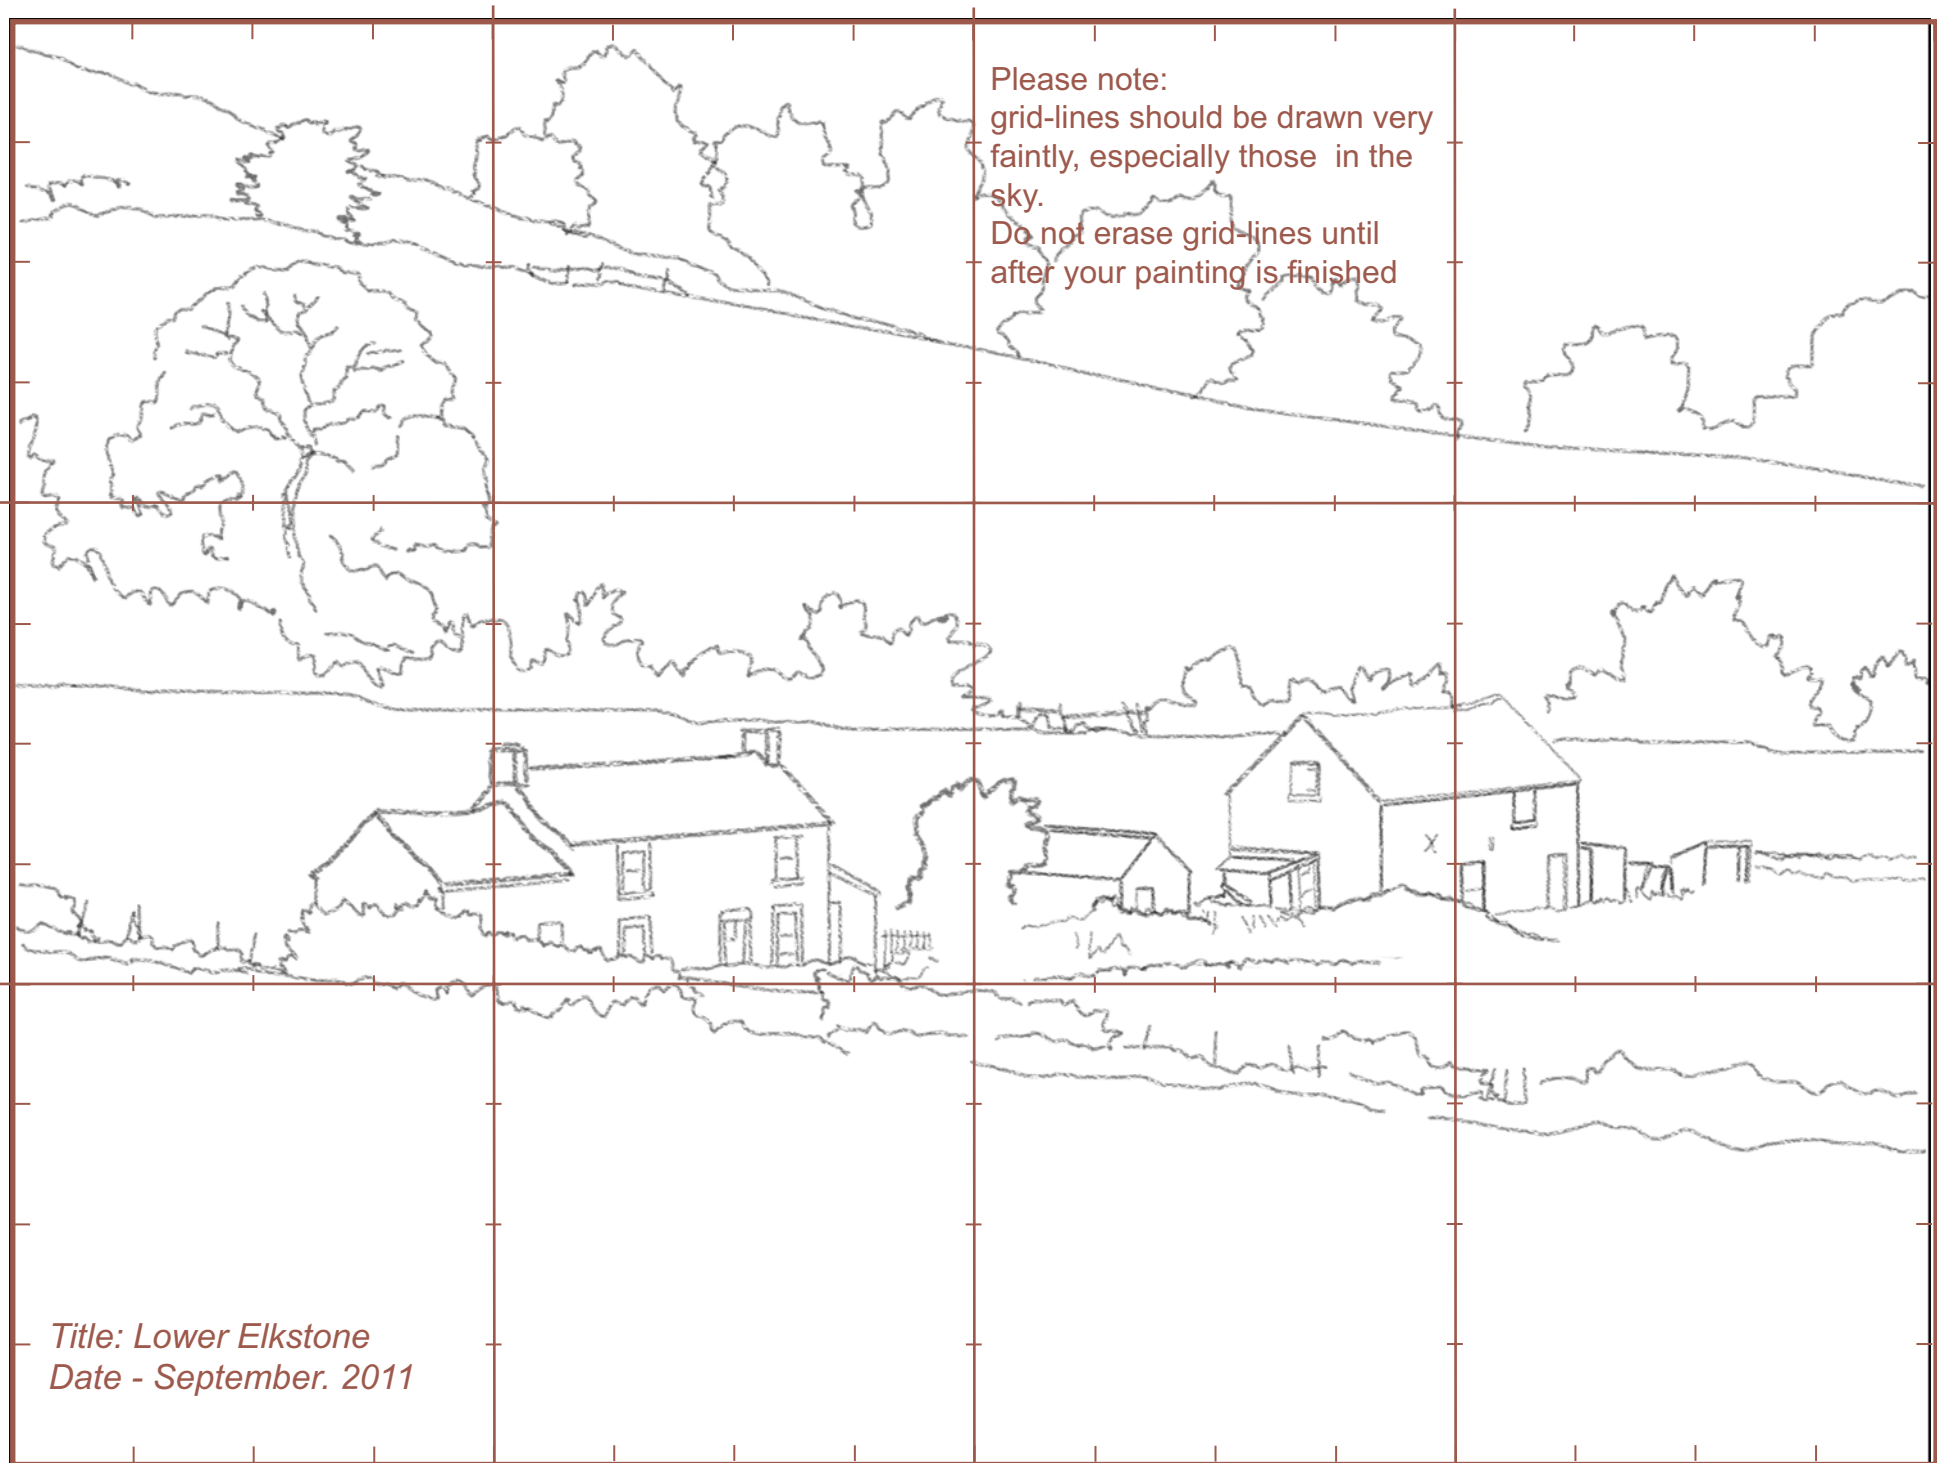 Please note:
grid-lines should be drawn very
faintly, especially those  in the
sky.
Do not erase grid-lines until
after your painting is finished
X
Title: Lower Elkstone
Date - September. 2011